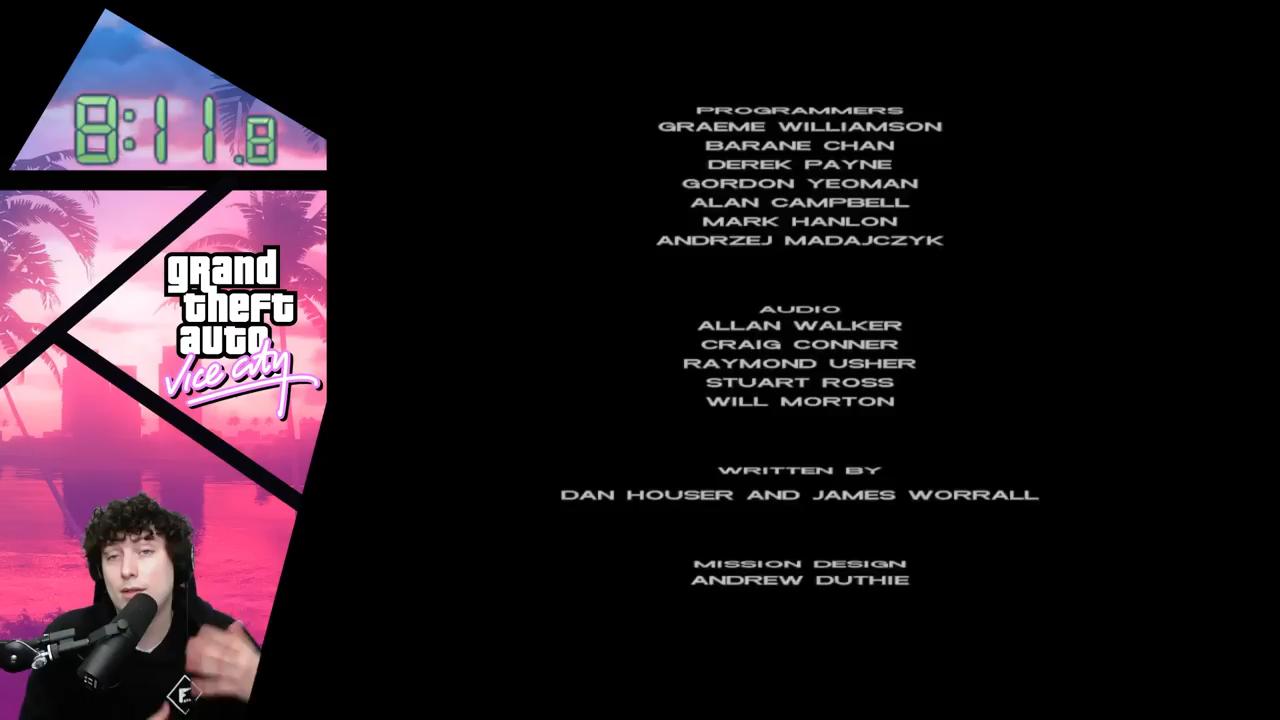 8:11.8
grand
theft
auto
vice city
F
PROGRAMMERS
GRAEME WILLIAMSON
BARANE CHAN
DEREK PAYNE
GORDON YEOMAN
ALAN CAMPBELL
MARK HANLON
ANDRZEJ MADAJCZYK
AUDIO
ALLAN WALKER
CRAIG CONNER
RAYMOND USHER
STUART ROSS
WILL MORTON
WRITTEN BY
DAN HOUSER AND JAMES WORRALL
MISSION DESIGN
ANDREW DUTHIE